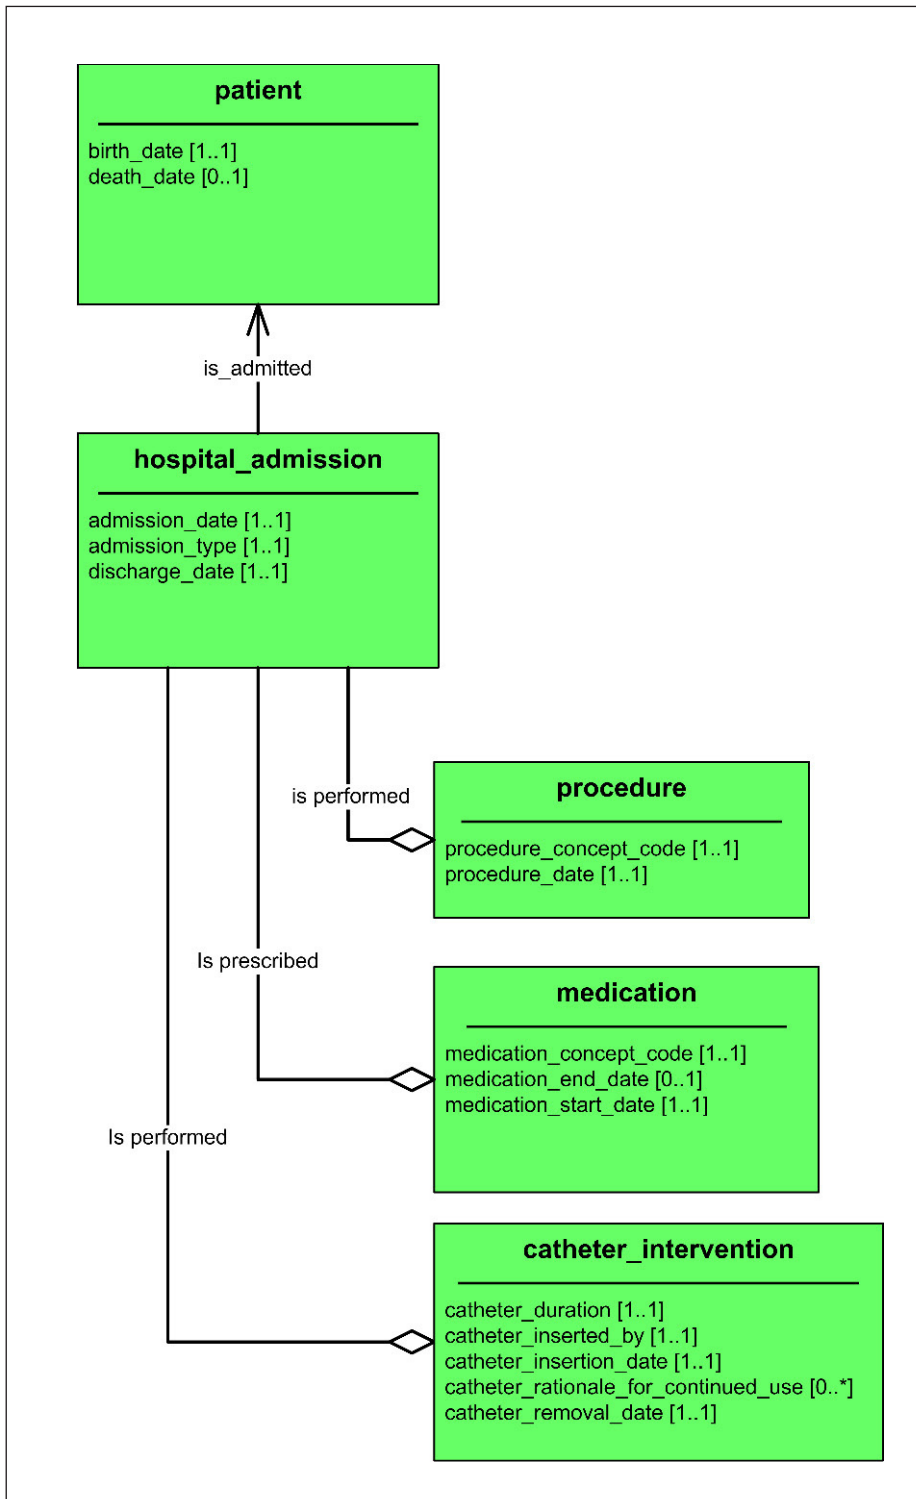 patient
birth_date [1..1]
death_date [0..1]
is_admitted
hospital_admission
admission_date [1..1]
admission_type [1..1]
discharge_date [1..1]
is performed
procedure
procedure_concept_code [1..1]
procedure_date [1..1]
Is prescribed
medication
medication_concept_code [1..1]
medication_end_date [0..1]
medication_start_date [1..1]
Is performed
catheter_intervention
catheter_duration [1..1]
catheter_inserted_by [1..1]
catheter_insertion_date [1..1]
catheter_rationale_for_continued_use [0..*]
catheter_removal_date [1..1]